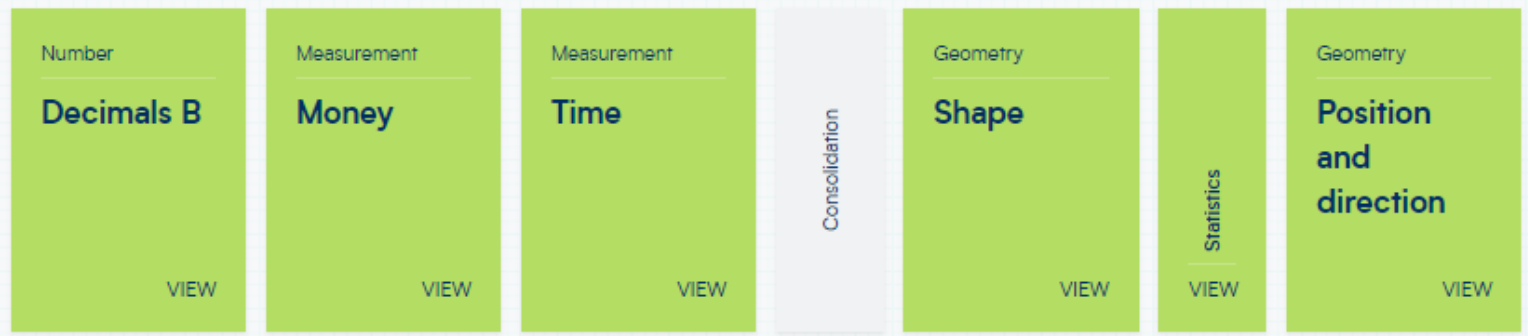 Number
Decimals B
VIEW
Measurement
Money
VIEW
Measurement
Time
VIEW
Consolidation
Geometry
Shape
VIEW
Statistics
VIEW
Geometry
Position
and
direction
VIEW